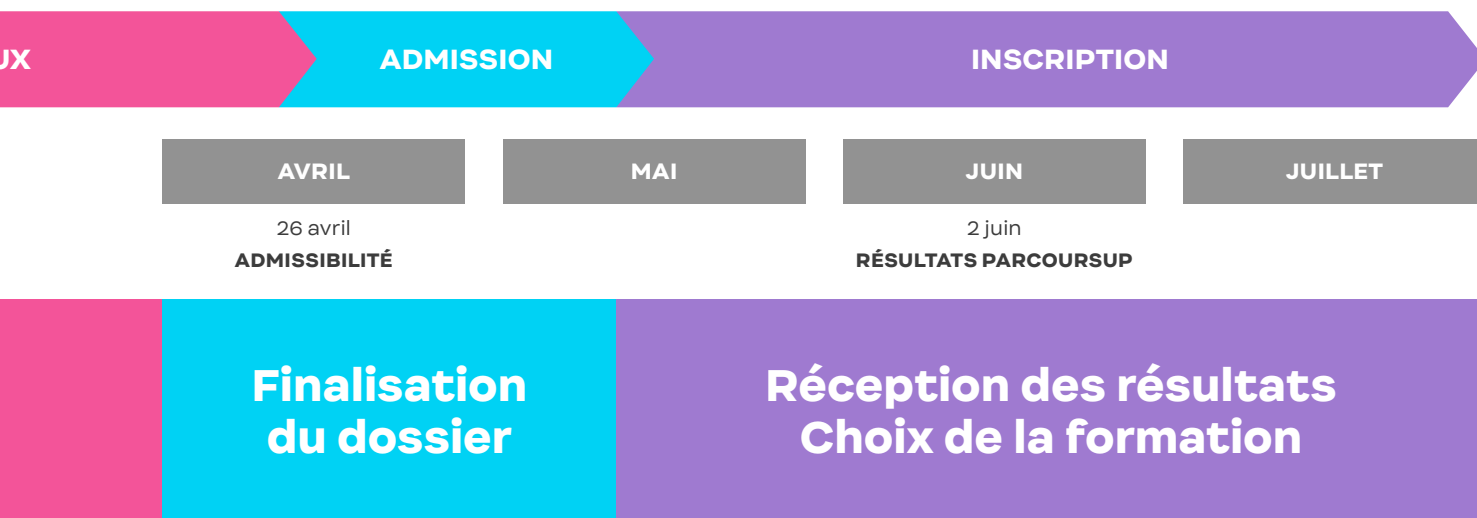 UX
ADMISSION
INSCRIPTION
AVRIL
MAI
JUIN
JUILLET
26 avril
ADMISSIBILITÉ
2 juin
RÉSULTATS PARCOURSUP
Finalisation
du dossier
Réception des résultats
Choix de la formation